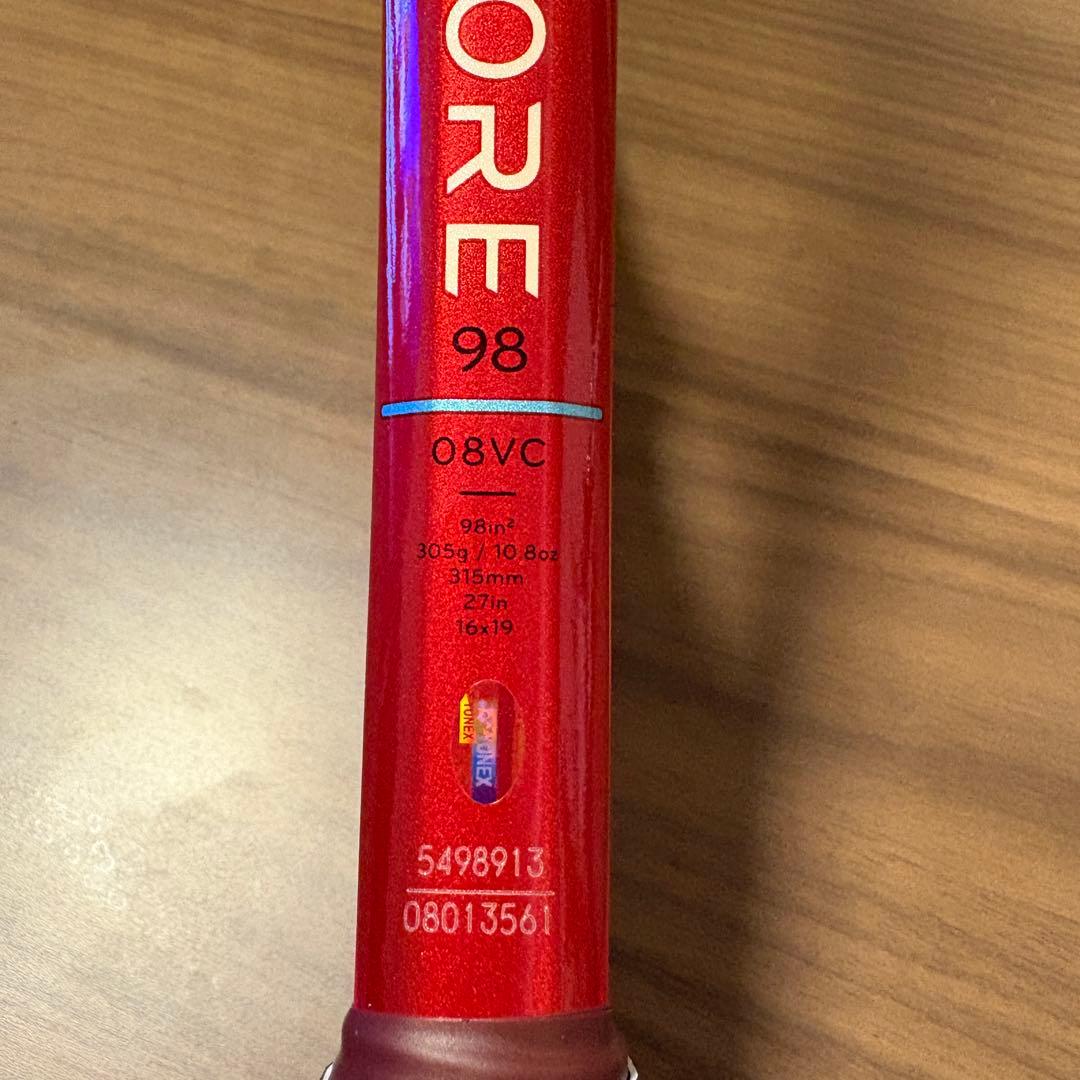 ORE
98
08VC
98in²
305g / 10.8oz
315mm
27in
16x19
YONEX
YONEX
5498913
08013561